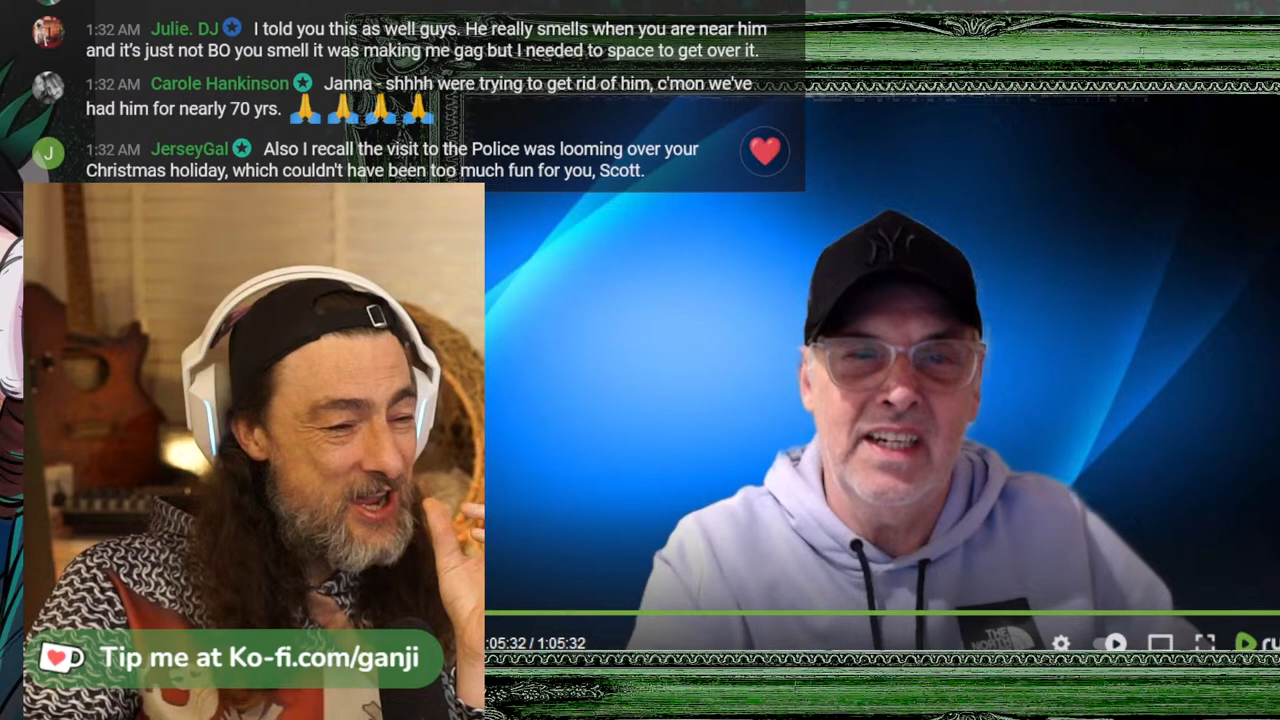 1:32 AM Julie. DJ I told you this as well guys. He really smells when you are near him
and it's just not BO you smell it was making me gag but I needed to space to get over it.
1:32 AM Carole Hankinson Janna - shhhh were trying to get rid of him, c'mon we've
had him for nearly 70 yrs. 🙏🙏🙏🙏
J 1:32 AM JerseyGal Also I recall the visit to the Police was looming over your
Christmas holiday, which couldn't have been too much fun for you, Scott.
NY
:05:32 / 1:05:32
THE
NORTH
Tip me at Ko-fi.com/ganji